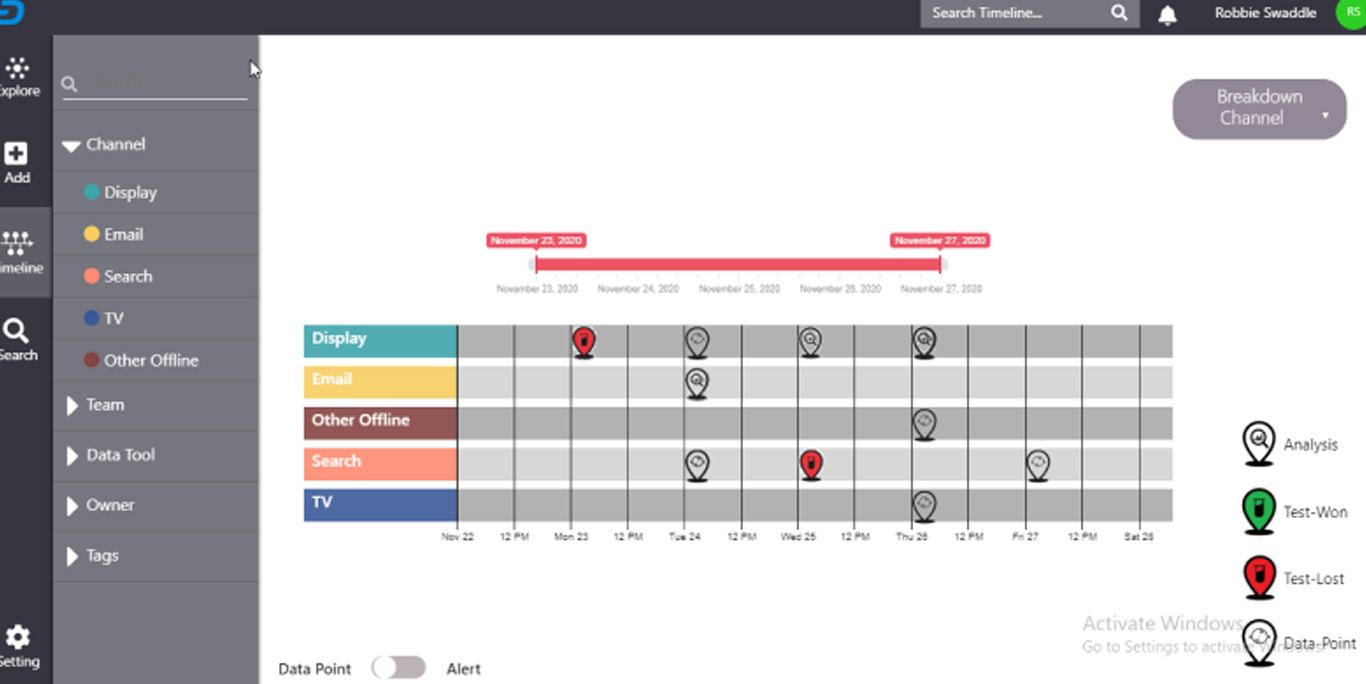 Search Timeline...
Robbie Swaddle
RS
Explore
Add
Timeline
Search
Setting
Channel
Display
Email
Search
TV
Other Offline
Team
Data Tool
Owner
Tags
Breakdown
Channel
November 23, 2020
November 27, 2020
November 23, 2020 November 24, 2020 November 25, 2020 November 26, 2020 November 27, 2020
Display
Email
Other Offline
Search
TV
Nov 22 12 PM Mon 23 12 PM Tue 24 12 PM Wed 25 12 PM Thu 26 12 PM Fri 27 12 PM Sat 28
Analysis
Test-Won
Test-Lost
Data-Point
Activate Windows
Go to Settings to activate Windows.
Data Point Alert